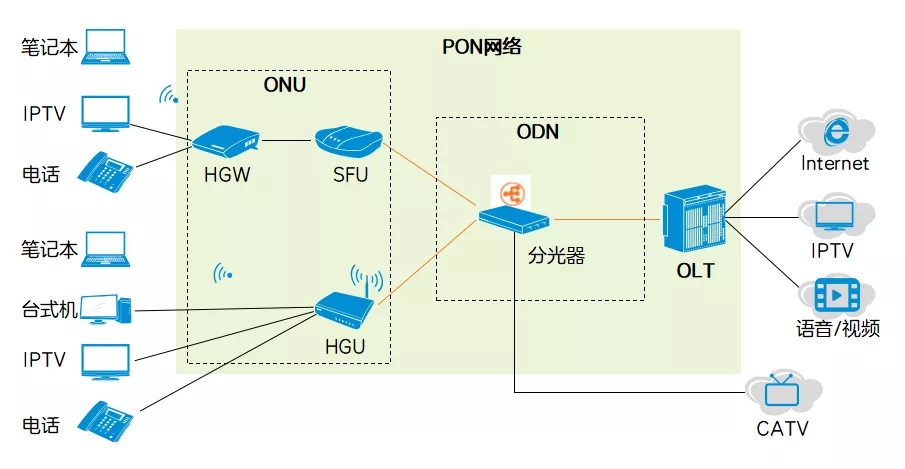 PON网络
笔记本
ONU
IPTV
ODN
电话
HGW
SFU
Internet
笔记本
分光器
OLT
IPTV
台式机
HGU
语音/视频
IPTV
电话
CATV